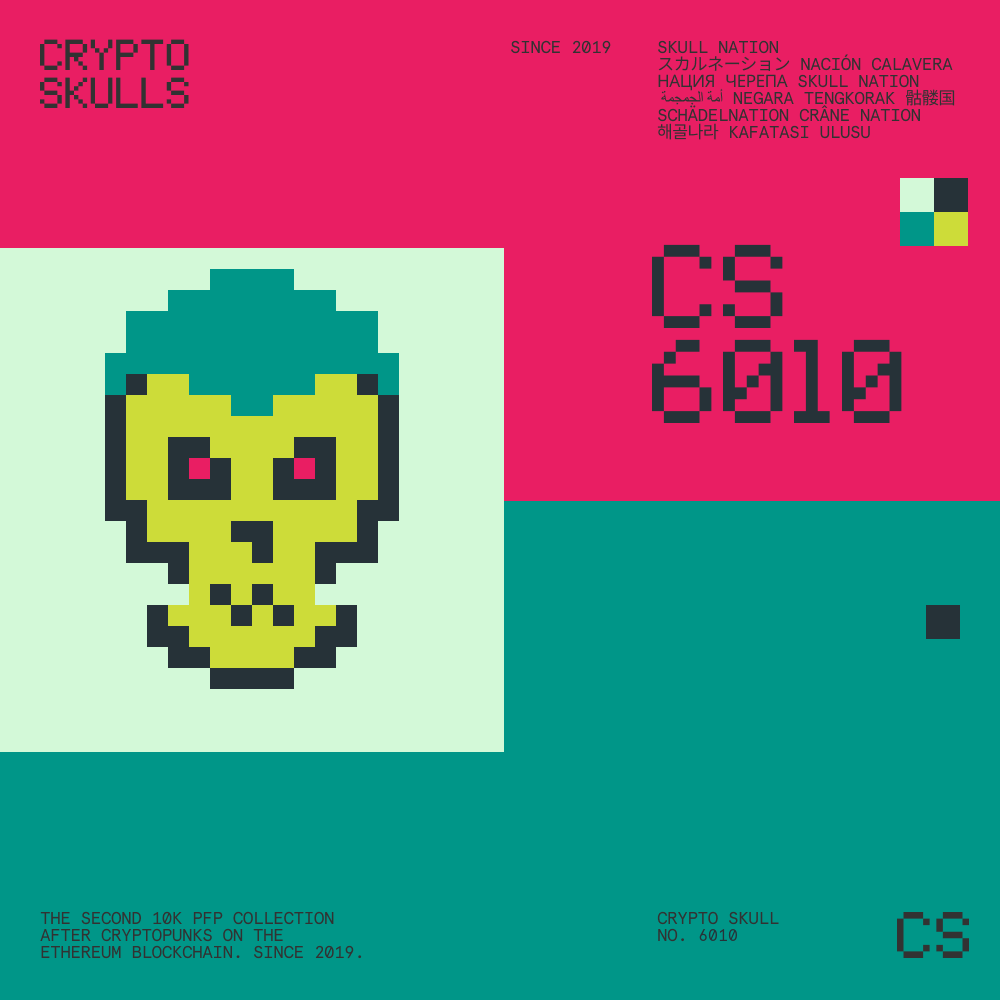 CRYPTO
SKULLS
SINCE 2019
SKULL NATION
スカルネーション NACIÓN CALAVERA
НАЦИЯ ЧЕРЕПА SKULL NATION
أمة الجمجمة NEGARA TENGKORAK 骷髅国
SCHÄDELNATION CRÂNE NATION
해골나라 KAFATASI ULUSU
CS
6010
THE SECOND 10K PFP COLLECTION
AFTER CRYPTOPUNKS ON THE
ETHEREUM BLOCKCHAIN. SINCE 2019.
CRYPTO SKULL
NO. 6010
CS